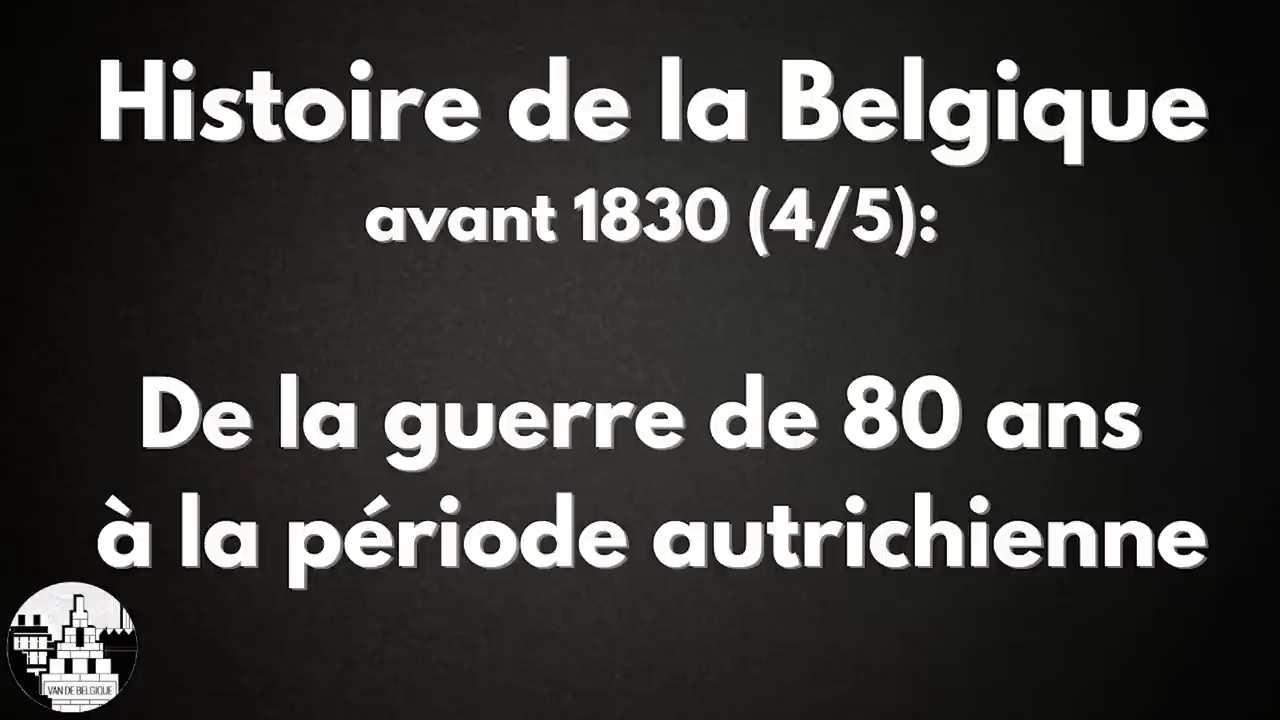 Histoire de la Belgique
avant 1830 (4/5):
De la guerre de 80 ans
à la période autrichienne
VAN DE BELGIQUE